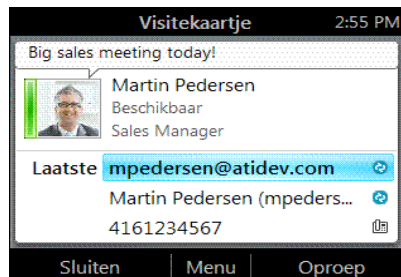 Visitekaartje 2:55 PM
Big sales meeting today!
Martin Pedersen
Beschikbaar
Sales Manager
Laatste mpedersen@atidev.com
Martin Pedersen (mpeders...
4161234567
Sluiten Menu Oproep